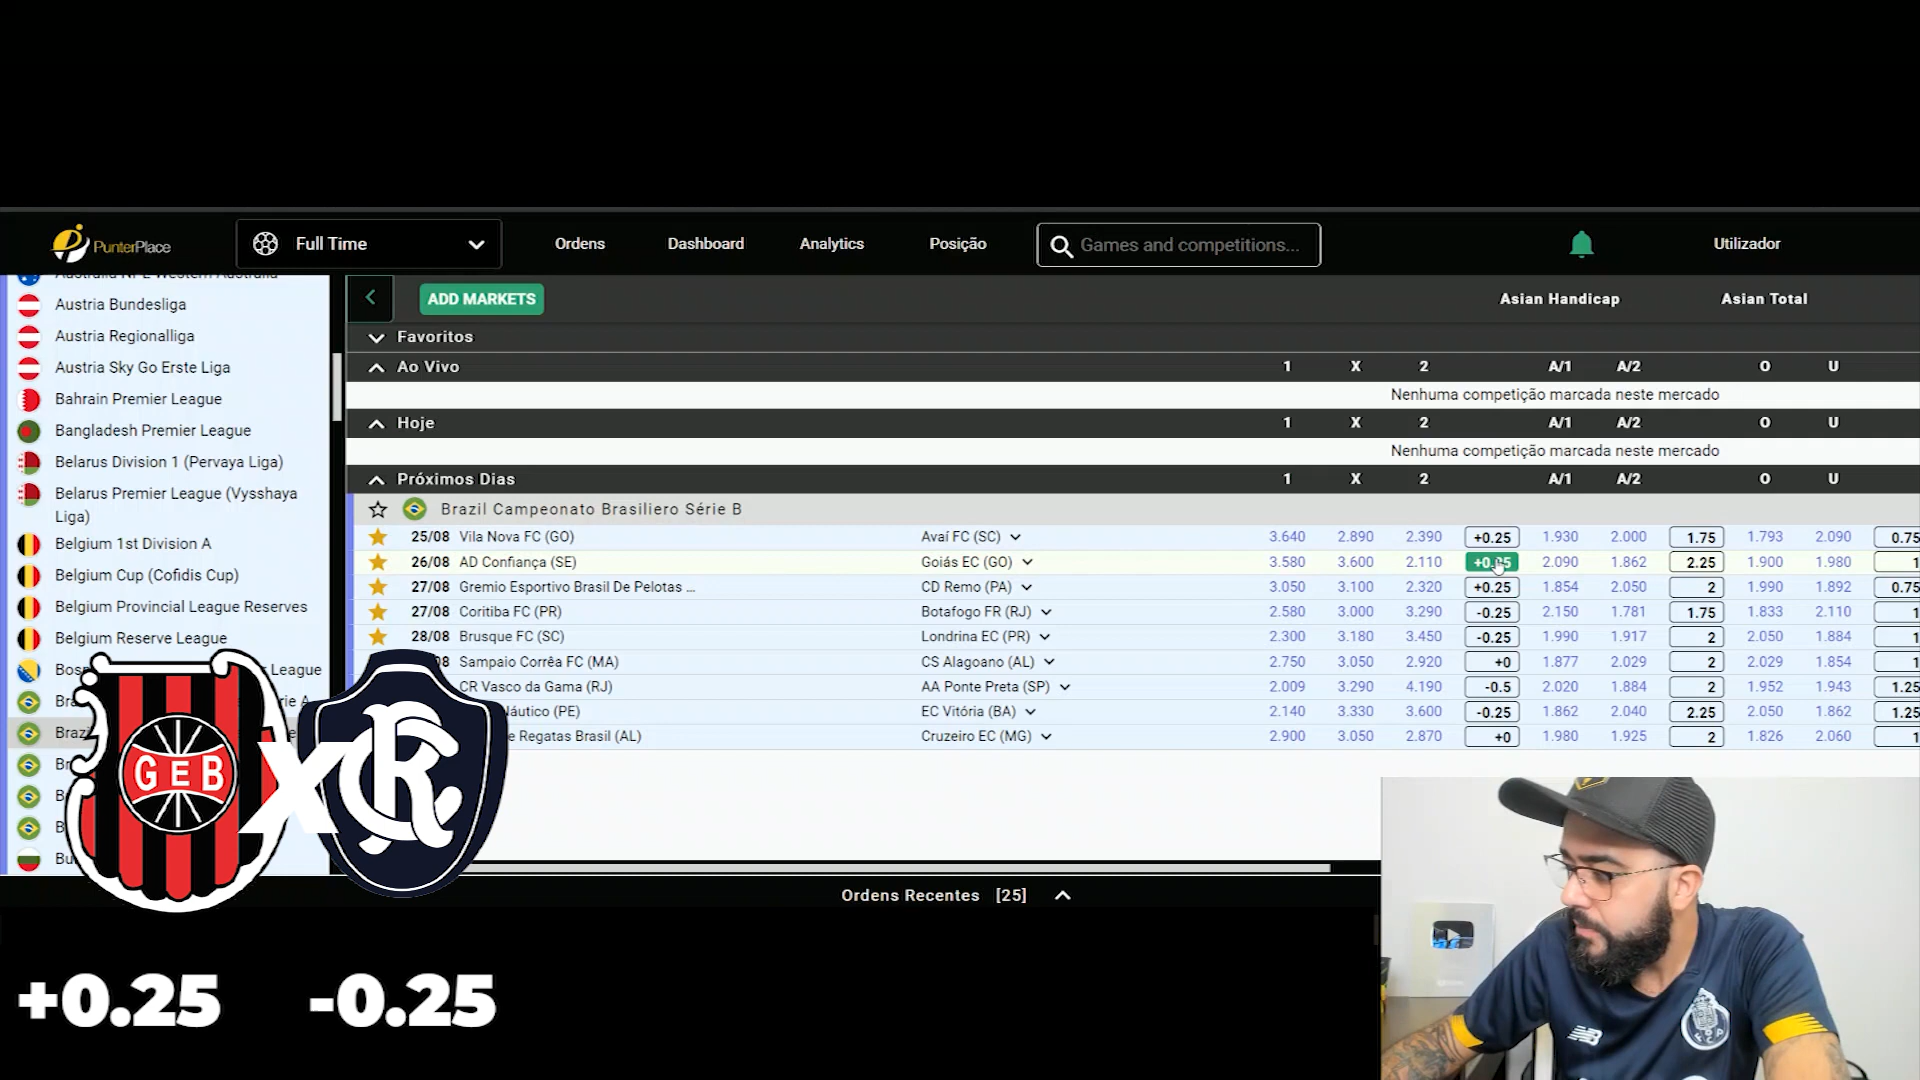 PunterPlace
Full Time
Ordens
Dashboard
Analytics
Posição
Games and competitions...
Utilizador
Australia NPL Western Australia
Austria Bundesliga
Austria Regionalliga
Austria Sky Go Erste Liga
Bahrain Premier League
Bangladesh Premier League
Belarus Division 1 (Pervaya Liga)
Belarus Premier League (Vysshaya
Liga)
Belgium 1st Division A
Belgium Cup (Cofidis Cup)
Belgium Provincial League Reserves
Belgium Reserve League
League
ADD MARKETS
Asian Handicap Asian Total
Favoritos
Ao Vivo 1 X 2 A/1 A/2 O U
Nenhuma competição marcada neste mercado
Hoje 1 X 2 A/1 A/2 O U
Nenhuma competição marcada neste mercado
Próximos Dias 1 X 2 A/1 A/2 O U
Brazil Campeonato Brasiliero Série B
25/08 Vila Nova FC (GO) Avaí FC (SC) 3.640 2.890 2.390 +0.25 1.930 2.000 1.75 1.793 2.090 0.75
26/08 AD Confiança (SE) Goiás EC (GO) 3.580 3.600 2.110 2.090 1.862 2.25 1.900 1.980 1
27/08 Gremio Esportivo Brasil De Pelotas ... CD Remo (PA) 3.050 3.100 2.320 +0.25 1.854 2.050 2 1.990 1.892 0.75
27/08 Coritiba FC (PR) Botafogo FR (RJ) 2.580 3.000 3.290 -0.25 2.150 1.781 1.75 1.833 2.110 1
28/08 Brusque FC (SC) Londrina EC (PR) 2.300 3.180 3.450 -0.25 1.990 1.917 2 2.050 1.884 1
08 Sampaio Corrêa FC (MA) CS Alagoano (AL) 2.750 3.050 2.920 +0 1.877 2.029 2 2.029 1.854 1
CR Vasco da Gama (RJ) AA Ponte Preta (SP) 2.009 3.290 4.190 -0.5 2.020 1.884 2 1.952 1.943 1.25
Náutico (PE) EC Vitória (BA) 2.140 3.330 3.600 -0.25 1.862 2.040 2.25 2.050 1.862 1.25
e Regatas Brasil (AL) Cruzeiro EC (MG) 2.900 3.050 2.870 +0 1.980 1.925 2 1.826 2.060 1
GEB
X
CR
Ordens Recentes [25]
+0.25 -0.25